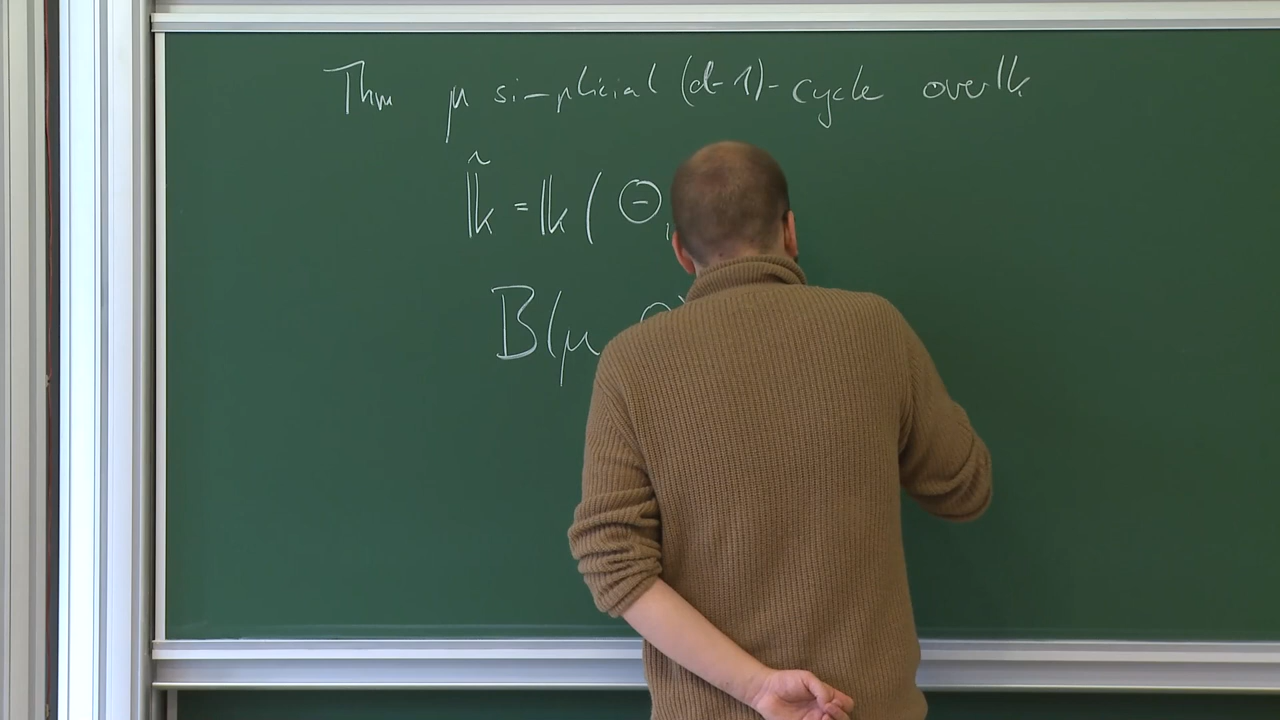 Thm μ simplicial (d-1)-cycle over 𝕜
𝕜̃ = 𝕜 ( Θ i
B(μ